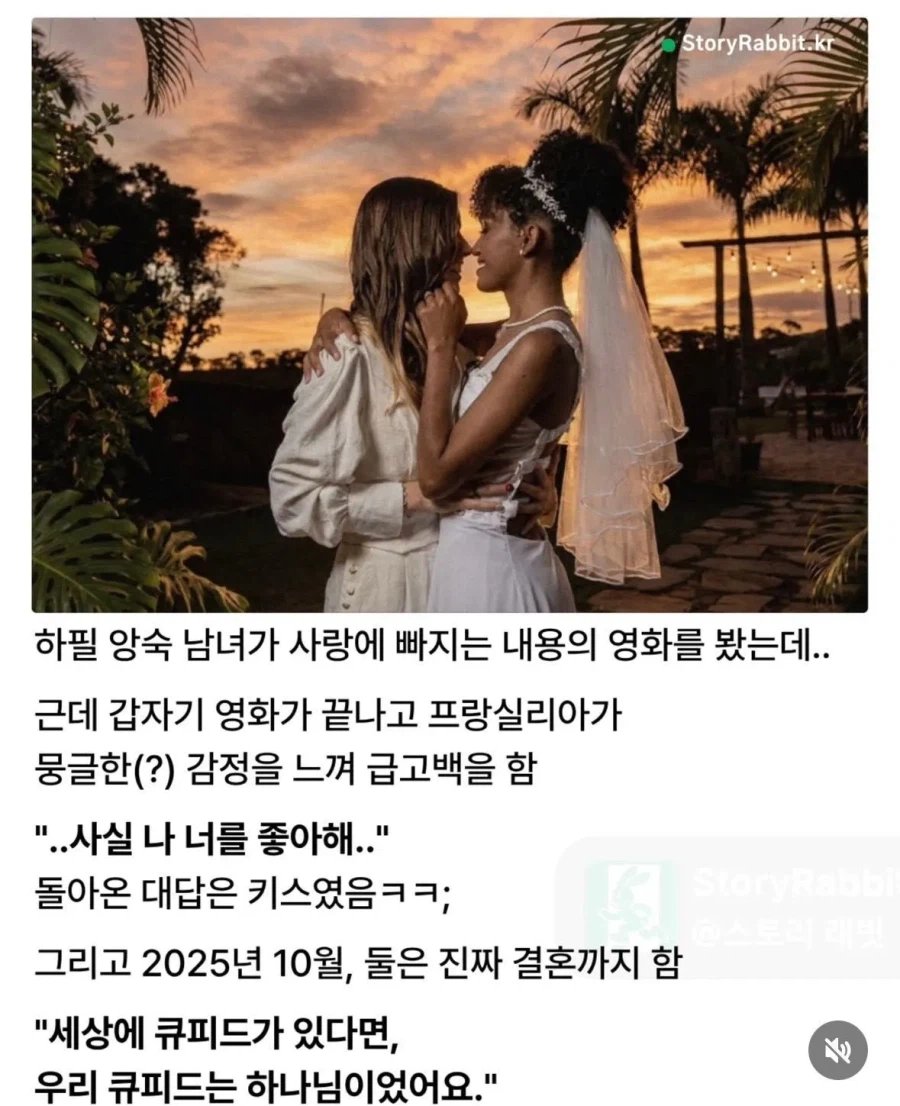 StoryRabbit.kr
하필 앙숙 남녀가 사랑에 빠지는 내용의 영화를 봤는데..
근데 갑자기 영화가 끝나고 프랑실리아가
뭉글한(?) 감정을 느껴 급고백을 함
"..사실 나 너를 좋아해.."
돌아온 대답은 키스였음ㅋㅋ;
StoryRabbi
@스토리 래빗
그리고 2025년 10월, 둘은 진짜 결혼까지 함
"세상에 큐피드가 있다면,
우리 큐피드는 하나님이었어요."